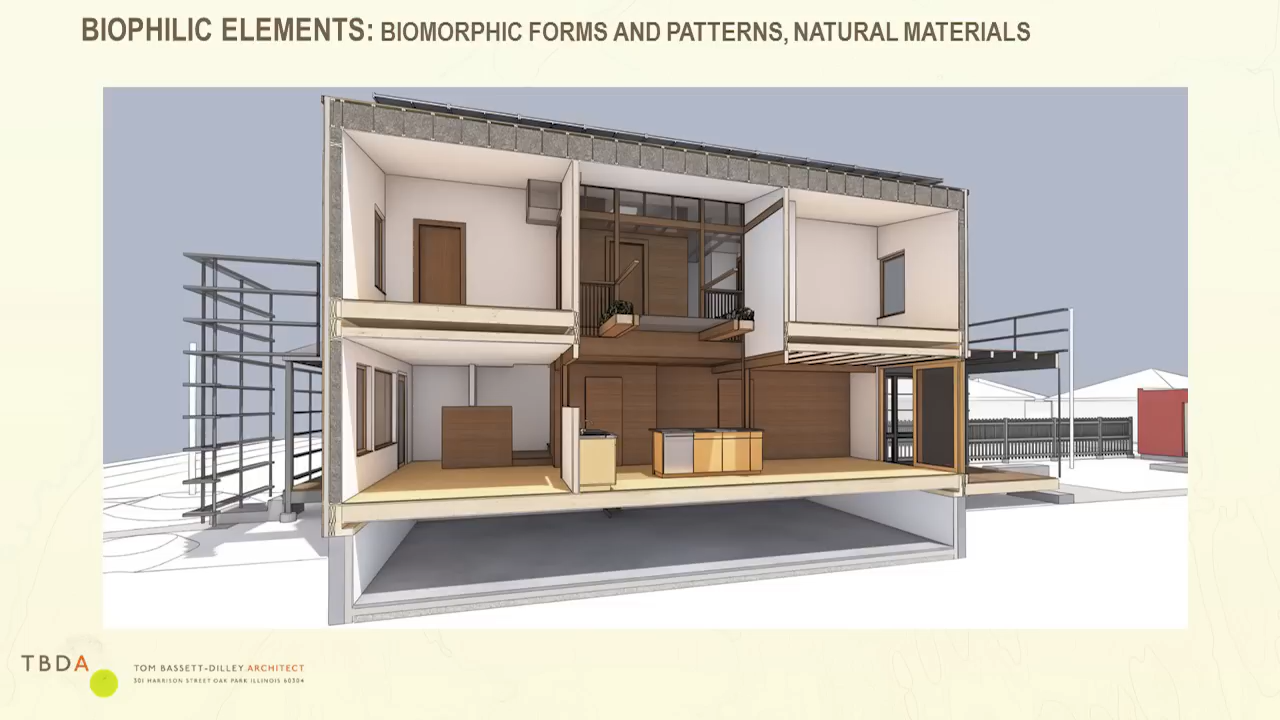 BIOPHILIC ELEMENTS: BIOMORPHIC FORMS AND PATTERNS, NATURAL MATERIALS
TBDA
TOM BASSETT-DILLEY ARCHITECT
301 HARRISON STREET OAK PARK ILLINOIS 60304